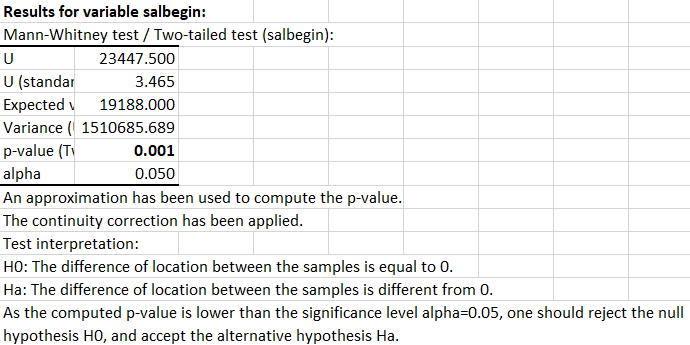 Results for variable salbegin:
Mann-Whitney test / Two-tailed test (salbegin):
U 23447.500
U (standar 3.465
Expected v 19188.000
Variance ( 1510685.689
p-value (Tv 0.001
alpha 0.050
An approximation has been used to compute the p-value.
The continuity correction has been applied.
Test interpretation:
H0: The difference of location between the samples is equal to 0.
Ha: The difference of location between the samples is different from 0.
As the computed p-value is lower than the significance level alpha=0.05, one should reject the null
hypothesis H0, and accept the alternative hypothesis Ha.